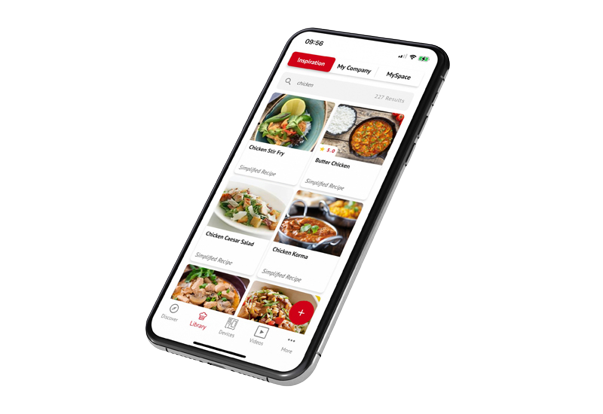 09:56
Inspiration
My Company
MySpace
chicken
237 Results
Chicken Stir Fry
Simplified Recipe
5.0
Butter Chicken
Simplified Recipe
Chicken Caesar Salad
Simplified Recipe
Chicken Korma
Simplified Recipe
Discover
Library
Devices
Videos
More